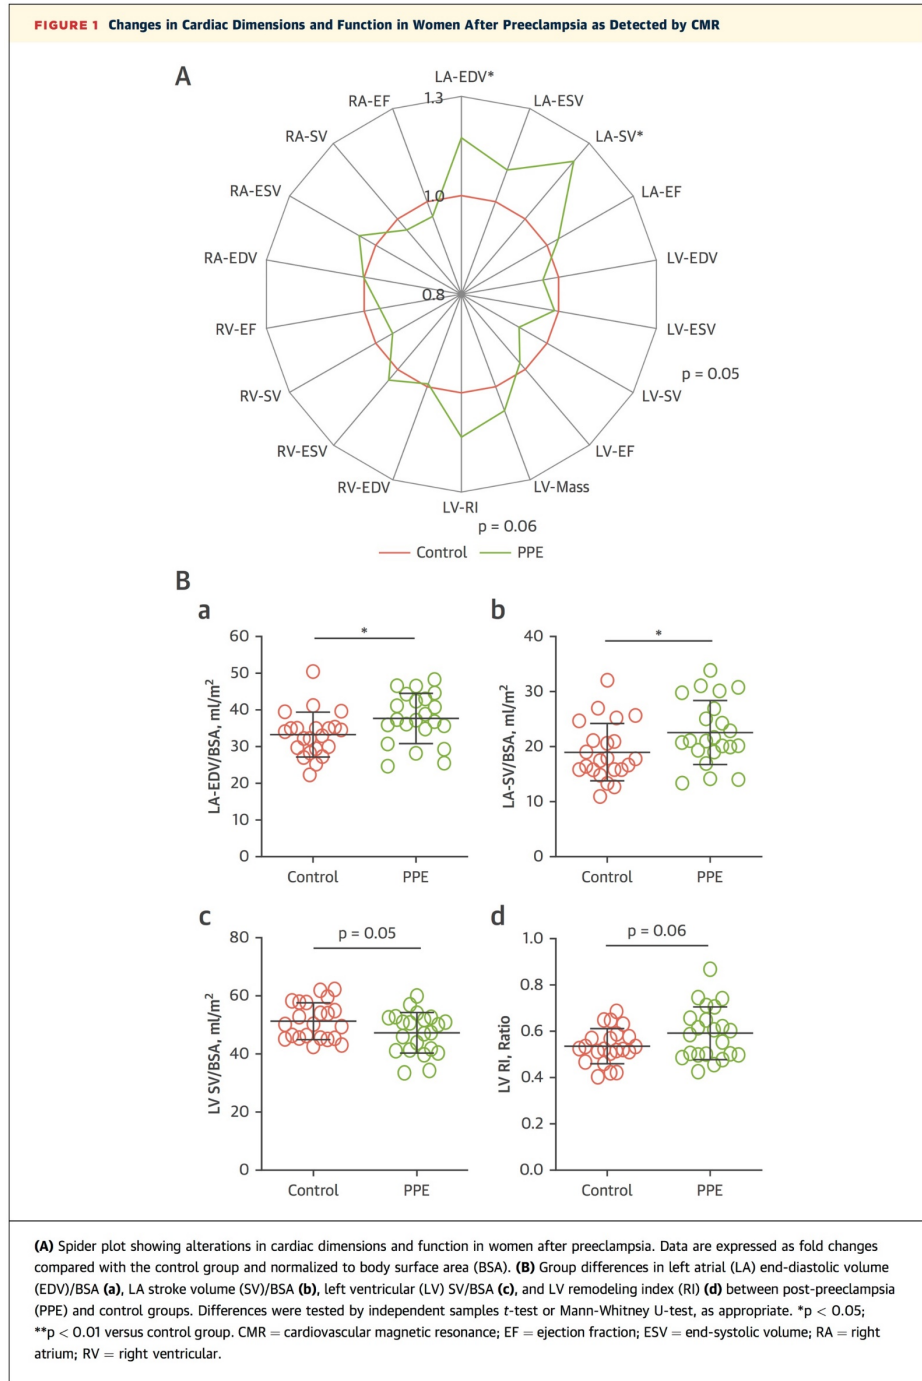 FIGURE 1 Changes in Cardiac Dimensions and Function in Women After Preeclampsia as Detected by CMR
A
LA-EDV*
1.3
RA-EF
LA-ESV
RA-SV
LA-SV*
RA-ESV
1.0
LA-EF
RA-EDV
LV-EDV
0.8
RV-EF
LV-ESV
p = 0.05
RV-SV
LV-SV
RV-ESV
LV-EF
RV-EDV
LV-Mass
LV-RI
p = 0.06
Control PPE
B
a
LA-EDV/BSA, ml/m²
60
50
40
30
20
10
0
*
Control PPE
b
LA-SV/BSA, ml/m²
40
30
20
10
0
*
Control PPE
c
LV SV/BSA, ml/m²
80
60
40
20
0
p = 0.05
Control PPE
d
LV RI, Ratio
1.0
0.8
0.6
0.4
0.2
0.0
p = 0.06
Control PPE
(A) Spider plot showing alterations in cardiac dimensions and function in women after preeclampsia. Data are expressed as fold changes
compared with the control group and normalized to body surface area (BSA). (B) Group differences in left atrial (LA) end-diastolic volume
(EDV)/BSA (a), LA stroke volume (SV)/BSA (b), left ventricular (LV) SV/BSA (c), and LV remodeling index (RI) (d) between post-preeclampsia
(PPE) and control groups. Differences were tested by independent samples t-test or Mann-Whitney U-test, as appropriate. *p < 0.05;
**p < 0.01 versus control group. CMR = cardiovascular magnetic resonance; EF = ejection fraction; ESV = end-systolic volume; RA = right
atrium; RV = right ventricular.